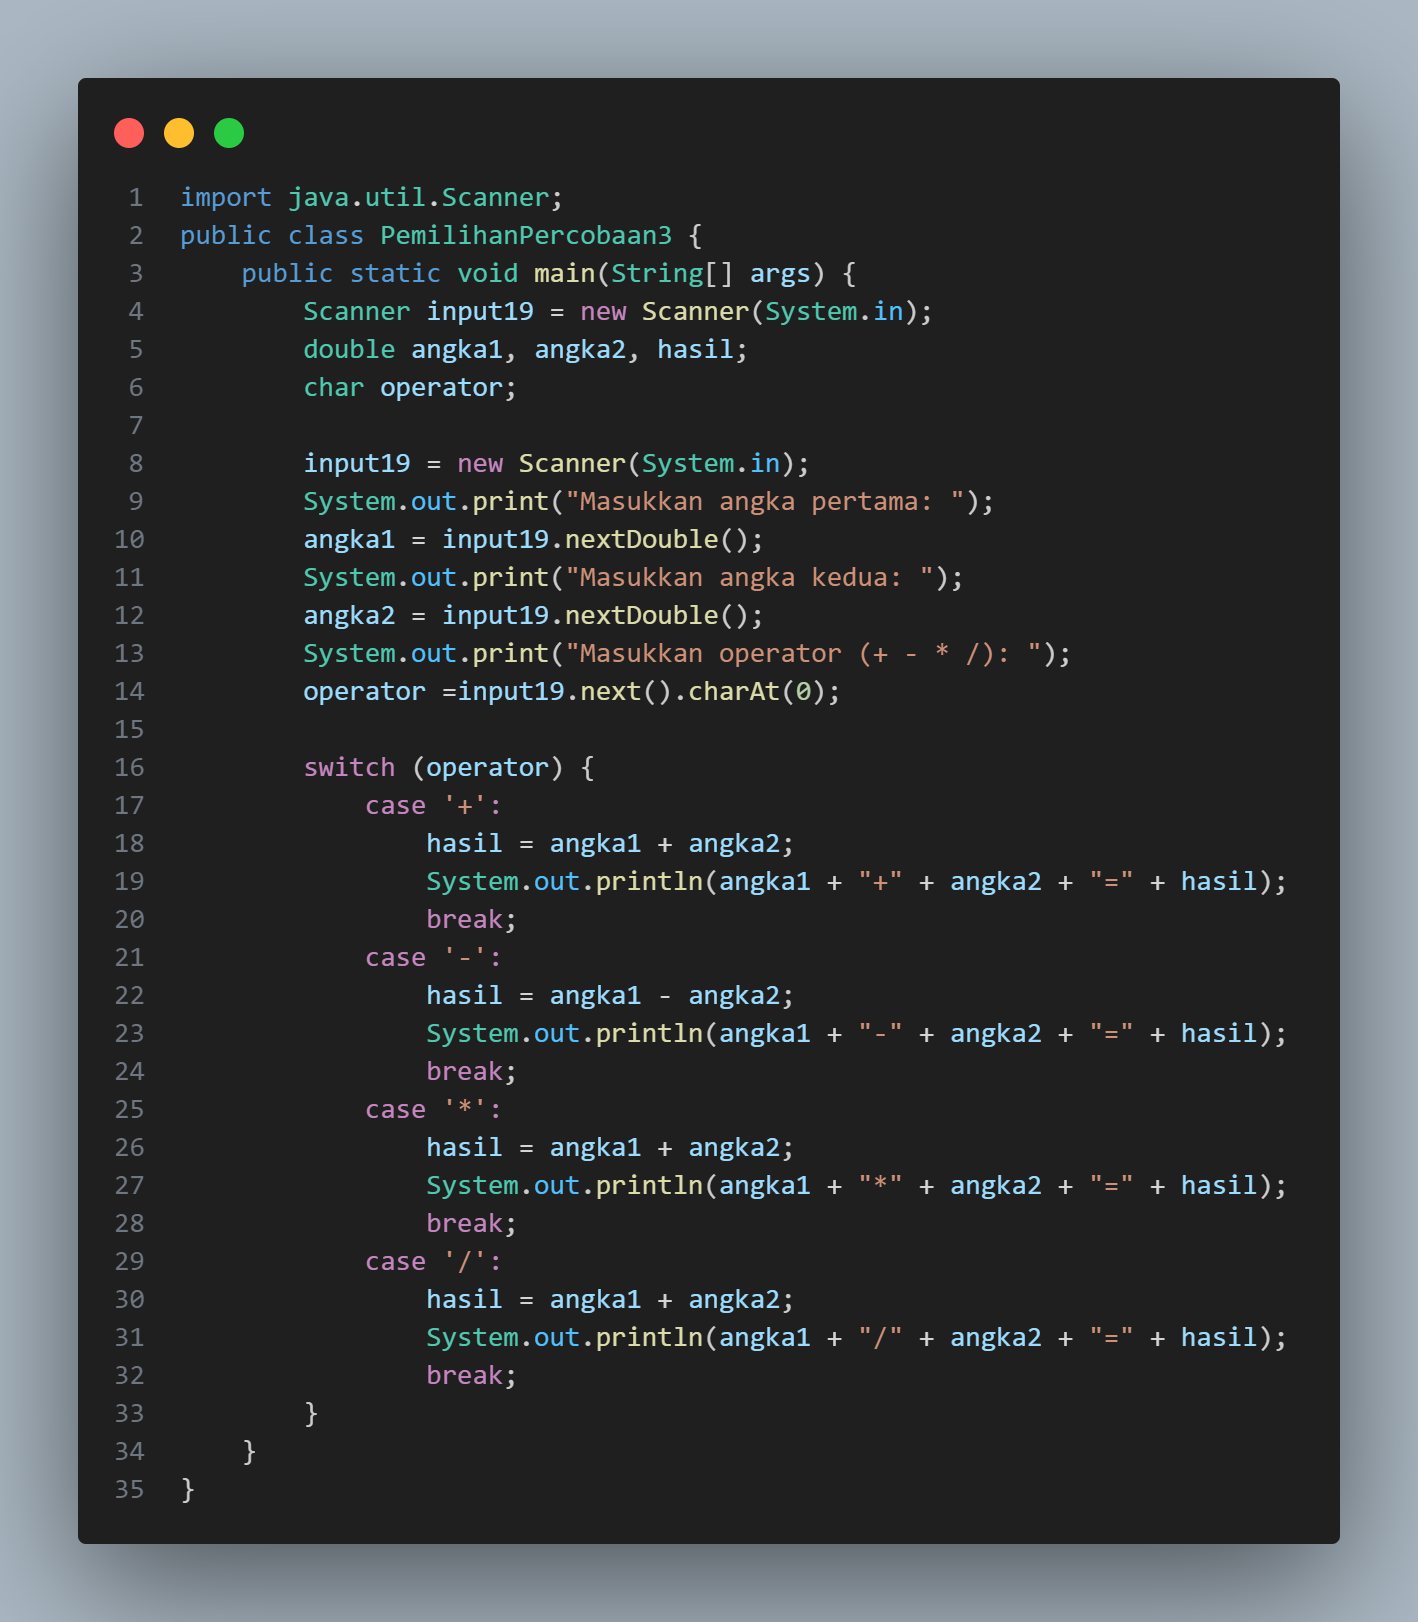 1 import java.util.Scanner;
2 public class PemilihanPercobaan3 {
3     public static void main(String[] args) {
4         Scanner input19 = new Scanner(System.in);
5         double angka1, angka2, hasil;
6         char operator;
7
8         input19 = new Scanner(System.in);
9         System.out.print("Masukkan angka pertama: ");
10         angka1 = input19.nextDouble();
11         System.out.print("Masukkan angka kedua: ");
12         angka2 = input19.nextDouble();
13         System.out.print("Masukkan operator (+ - * /): ");
14         operator =input19.next().charAt(0);
15
16         switch (operator) {
17             case '+':
18                 hasil = angka1 + angka2;
19                 System.out.println(angka1 + "+" + angka2 + "=" + hasil);
20                 break;
21             case '-':
22                 hasil = angka1 - angka2;
23                 System.out.println(angka1 + "-" + angka2 + "=" + hasil);
24                 break;
25             case '*':
26                 hasil = angka1 + angka2;
27                 System.out.println(angka1 + "*" + angka2 + "=" + hasil);
28                 break;
29             case '/':
30                 hasil = angka1 + angka2;
31                 System.out.println(angka1 + "/" + angka2 + "=" + hasil);
32                 break;
33         }
34     }
35 }